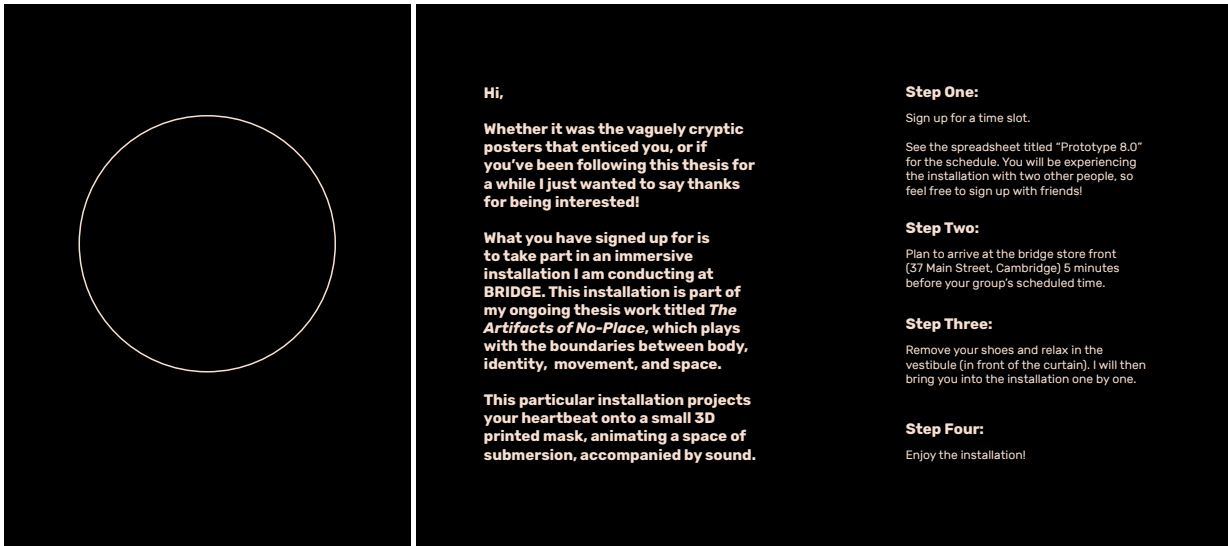 Hi,
Whether it was the vaguely cryptic
posters that enticed you, or if
you’ve been following this thesis for
a while I just wanted to say thanks
for being interested!
What you have signed up for is
to take part in an immersive
installation I am conducting at
BRIDGE. This installation is part of
my ongoing thesis work titled The
Artifacts of No-Place, which plays
with the boundaries between body,
identity,  movement, and space.
This particular installation projects
your heartbeat onto a small 3D
printed mask, animating a space of
submersion, accompanied by sound.
Step One:
Sign up for a time slot.
See the spreadsheet titled “Prototype 8.0”
for the schedule. You will be experiencing
the installation with two other people, so
feel free to sign up with friends!
Step Two:
Plan to arrive at the bridge store front
(37 Main Street, Cambridge) 5 minutes
before your group’s scheduled time.
Step Three:
Remove your shoes and relax in the
vestibule (in front of the curtain). I will then
bring you into the installation one by one.
Step Four:
Enjoy the installation!